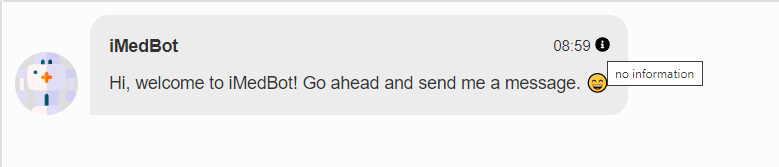 iMedBot 08:59
no information
Hi, welcome to iMedBot! Go ahead and send me a message. 😄